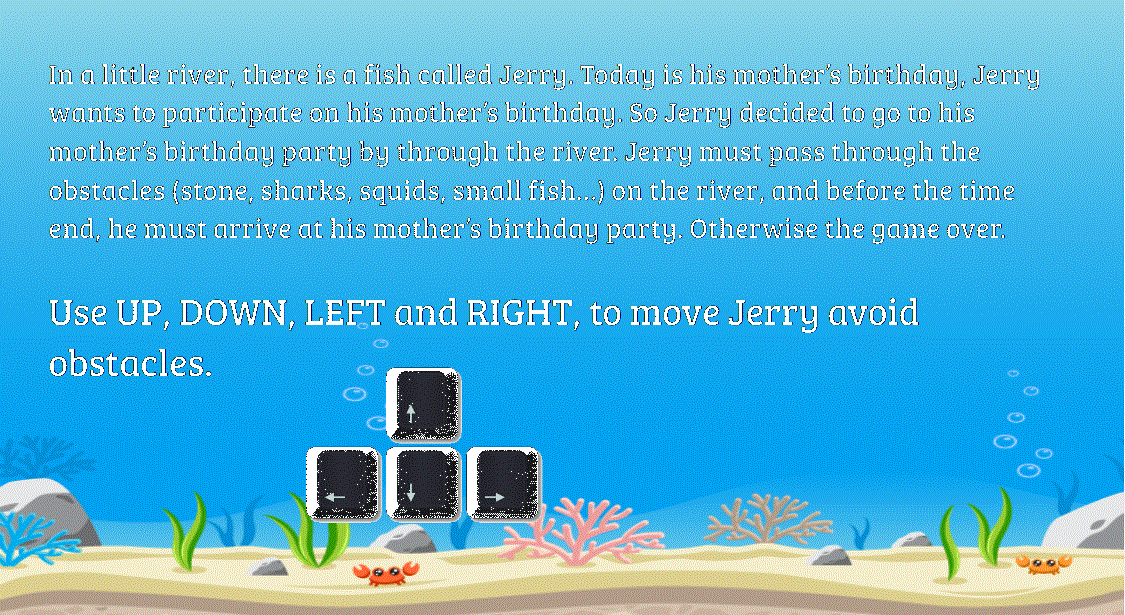 In a little river, there is a fish called Jerry. Today is his mother's birthday, Jerry
wants to participate on his mother's birthday. So Jerry decided to go to his
mother's birthday party by through the river. Jerry must pass through the
obstacles (stone, sharks, squids, small fish...) on the river, and before the time
end, he must arrive at his mother's birthday party. Otherwise the game over.
Use UP, DOWN, LEFT and RIGHT, to move Jerry avoid
obstacles.